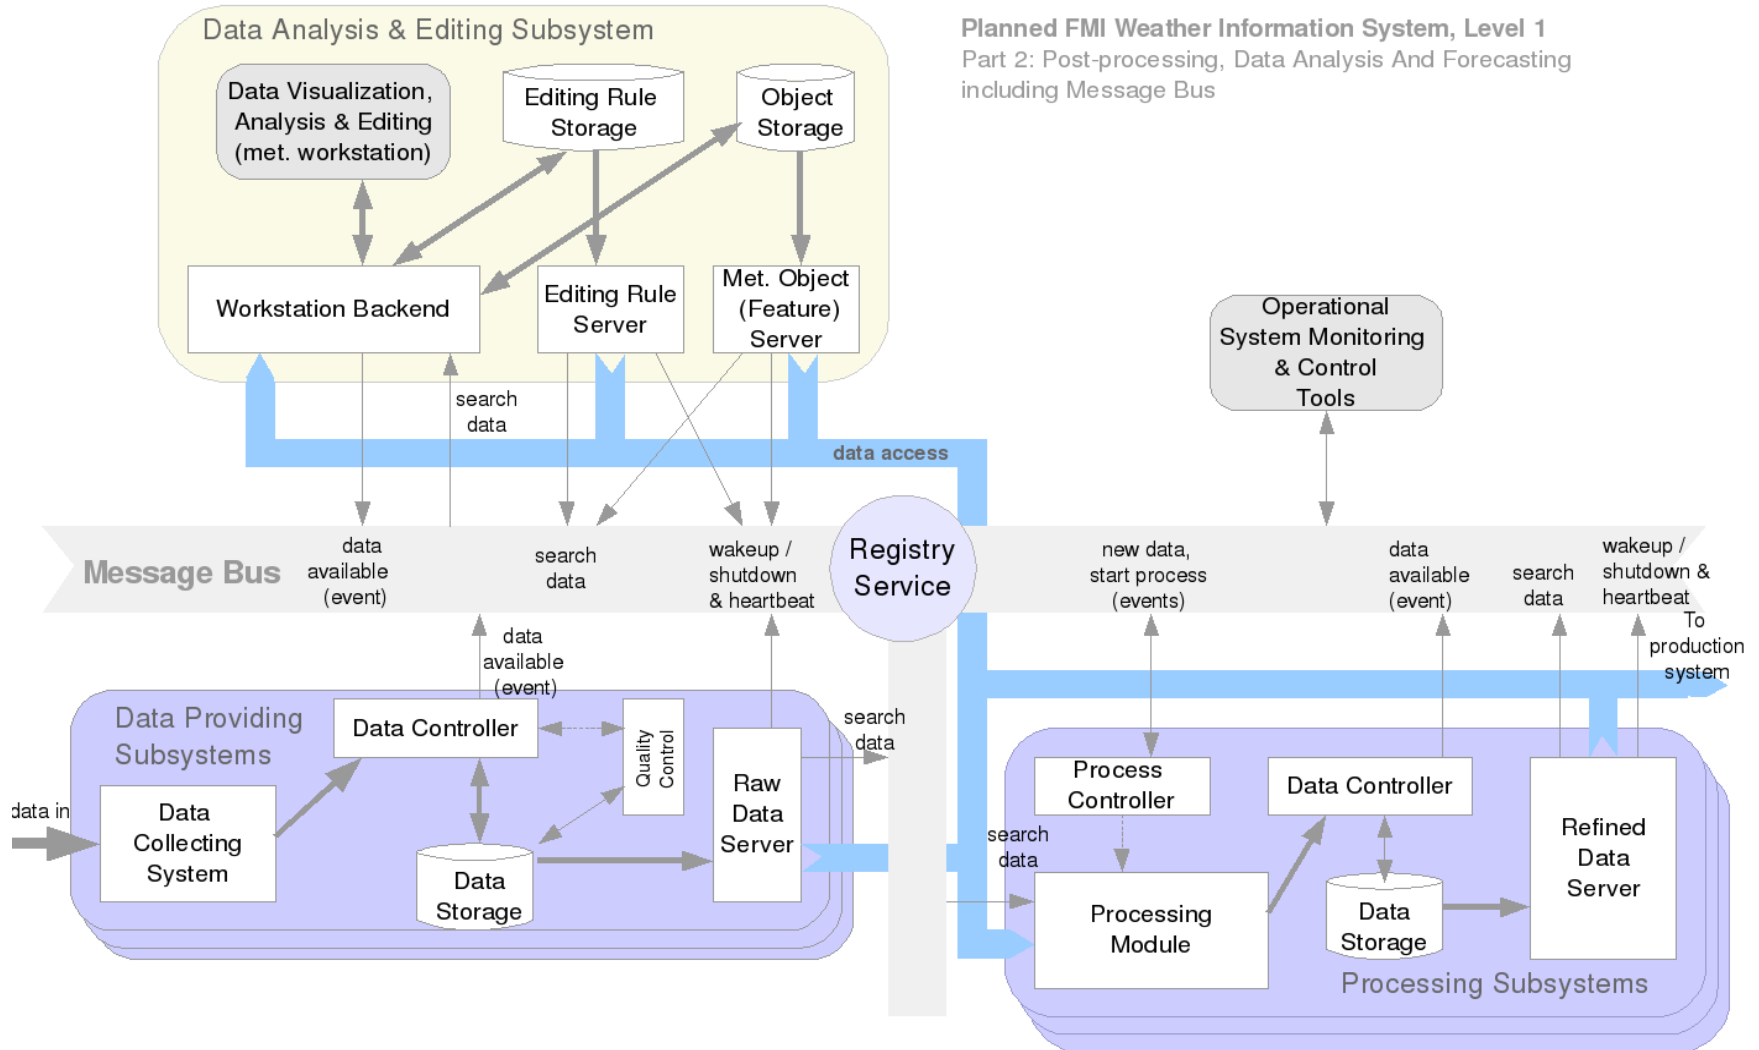 Data Analysis & Editing Subsystem
Planned FMI Weather Information System, Level 1
Part 2: Post-processing, Data Analysis And Forecasting
including Message Bus
Data Visualization,
Analysis & Editing
(met. workstation)
Editing Rule
Storage
Object
Storage
Workstation Backend
Editing Rule
Server
Met. Object
(Feature)
Server
Operational
System Monitoring
& Control
Tools
search
data
data access
Message Bus
data
available
(event)
search
data
wakeup /
shutdown
& heartbeat
Registry
Service
new data,
start process
(events)
data
available
(event)
search
data
wakeup /
shutdown &
heartbeat
To
production
system
data
available
(event)
Data Providing
Subsystems
Data Controller
Quality
Control
search
data
data in
Data
Collecting
System
Data
Storage
Raw
Data
Server
Process
Controller
Data Controller
search
data
Processing
Module
Data
Storage
Refined
Data
Server
Processing Subsystems